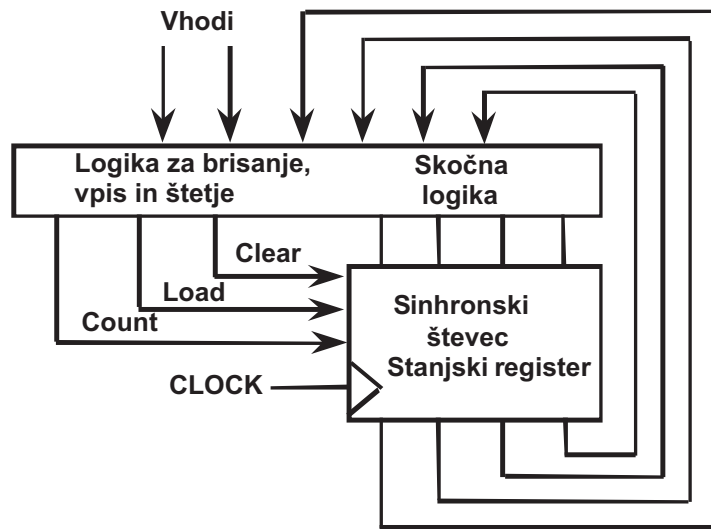 Vhodi
Logika za brisanje,
vpis in štetje
Skočna
logika
Clear
Load
Count
CLOCK
Sinhronski
števec
Stanjski register